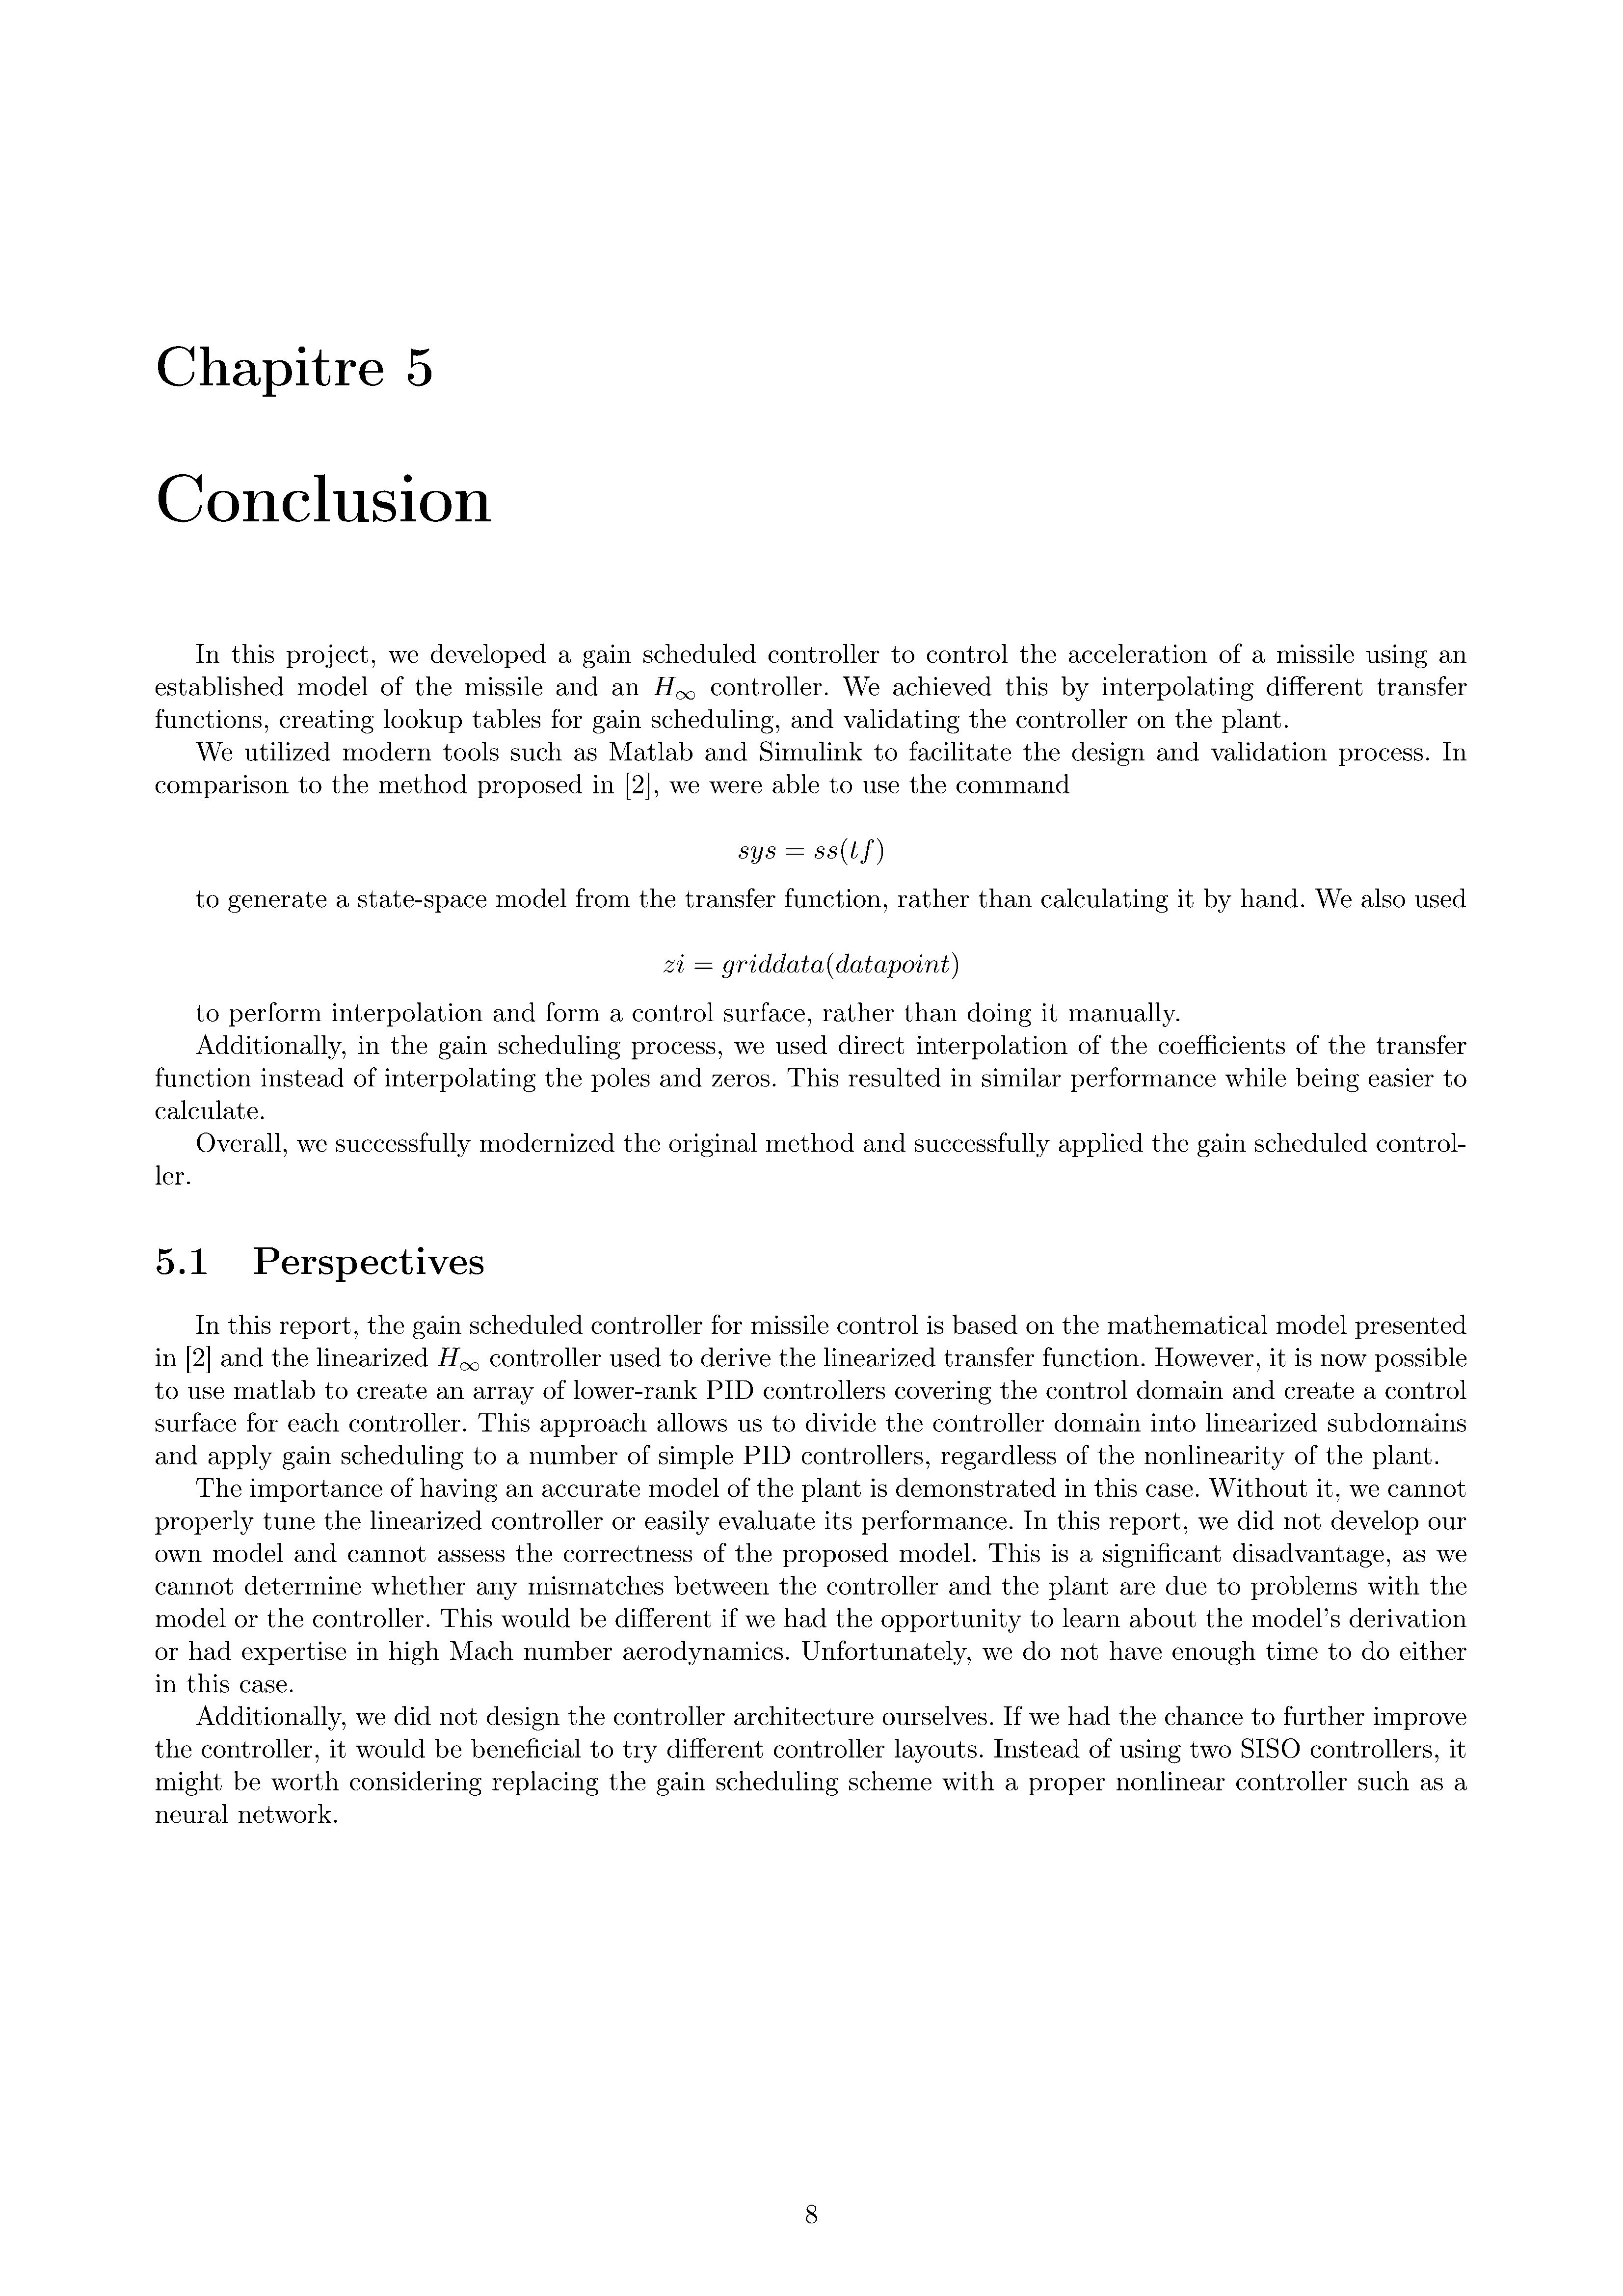 Chapitre 5
Conclusion
In this project, we developed a gain scheduled controller to control the acceleration of a missile using an
established model of the missile and an H∞ controller. We achieved this by interpolating different transfer
functions, creating lookup tables for gain scheduling, and validating the controller on the plant.
We utilized modern tools such as Matlab and Simulink to facilitate the design and validation process. In
comparison to the method proposed in [2], we were able to use the command
sys = ss(tf)
to generate a state-space model from the transfer function, rather than calculating it by hand. We also used
zi = griddata(datapoint)
to perform interpolation and form a control surface, rather than doing it manually.
Additionally, in the gain scheduling process, we used direct interpolation of the coefficients of the transfer
function instead of interpolating the poles and zeros. This resulted in similar performance while being easier to
calculate.
Overall, we successfully modernized the original method and successfully applied the gain scheduled control-
ler.
5.1 Perspectives
In this report, the gain scheduled controller for missile control is based on the mathematical model presented
in [2] and the linearized H∞ controller used to derive the linearized transfer function. However, it is now possible
to use matlab to create an array of lower-rank PID controllers covering the control domain and create a control
surface for each controller. This approach allows us to divide the controller domain into linearized subdomains
and apply gain scheduling to a number of simple PID controllers, regardless of the nonlinearity of the plant.
The importance of having an accurate model of the plant is demonstrated in this case. Without it, we cannot
properly tune the linearized controller or easily evaluate its performance. In this report, we did not develop our
own model and cannot assess the correctness of the proposed model. This is a significant disadvantage, as we
cannot determine whether any mismatches between the controller and the plant are due to problems with the
model or the controller. This would be different if we had the opportunity to learn about the model's derivation
or had expertise in high Mach number aerodynamics. Unfortunately, we do not have enough time to do either
in this case.
Additionally, we did not design the controller architecture ourselves. If we had the chance to further improve
the controller, it would be beneficial to try different controller layouts. Instead of using two SISO controllers, it
might be worth considering replacing the gain scheduling scheme with a proper nonlinear controller such as a
neural network.
8